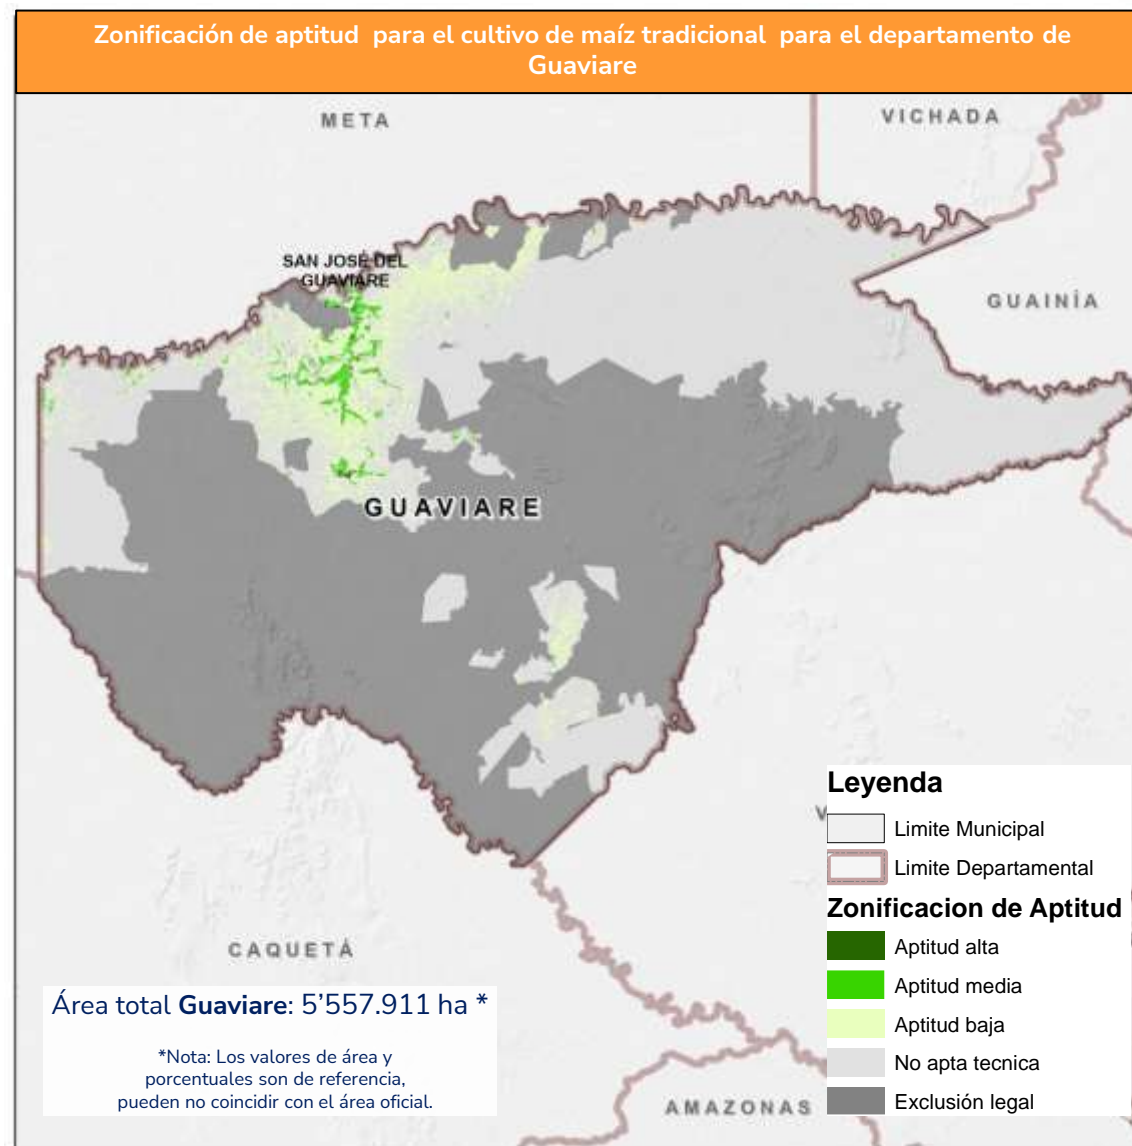 Zonificación de aptitud para el cultivo de maíz tradicional para el departamento de
Guaviare
META
VICHADA
SAN JOSÉ DEL
GUAVIARE
GUAINÍA
GUAVIARE
Leyenda
V
Limite Municipal
Limite Departamental
Zonificacion de Aptitud
CAQUETÁ
Aptitud alta
Aptitud media
Área total Guaviare: 5’557.911 ha *
Aptitud baja
*Nota: Los valores de área y
porcentuales son de referencia,
pueden no coincidir con el área oficial.
No apta tecnica
Exclusión legal
AMAZONAS